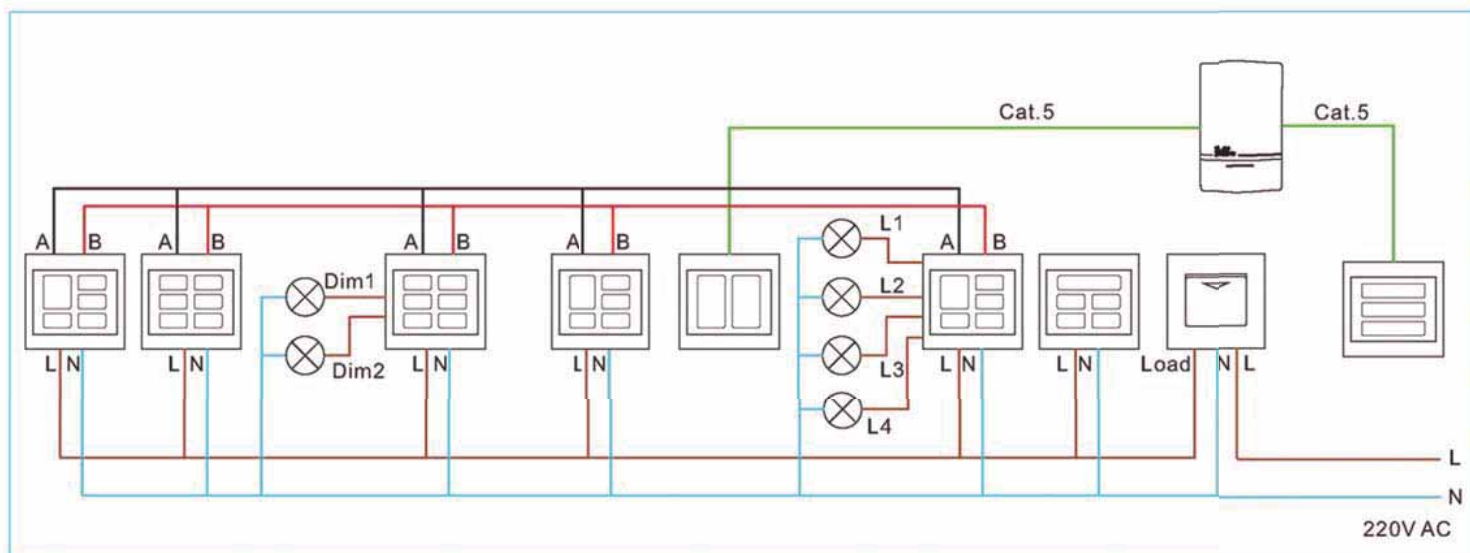 Cat.5
Cat.5
A B
A B
A B
A B
A B
L1
L2
L3
L4
Dim1
Dim2
L N
L N
L N
L N
L N
L N
Load N L
L
N
220V AC